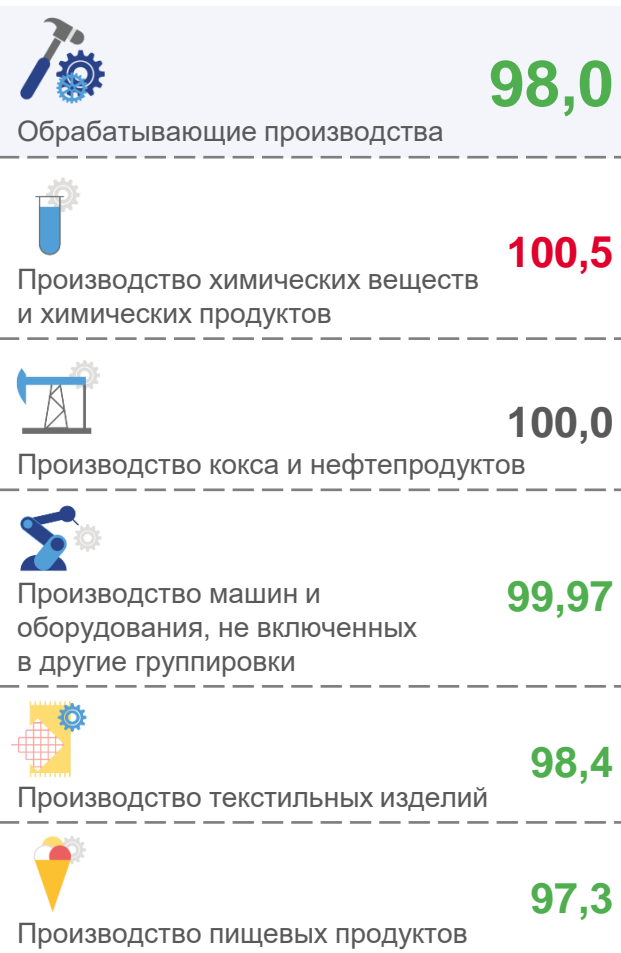 98,0
Обрабатывающие производства
100,5
Производство химических веществ
и химических продуктов
100,0
Производство кокса и нефтепродуктов
99,97
Производство машин и
оборудования, не включенных
в другие группировки
98,4
Производство текстильных изделий
97,3
Производство пищевых продуктов